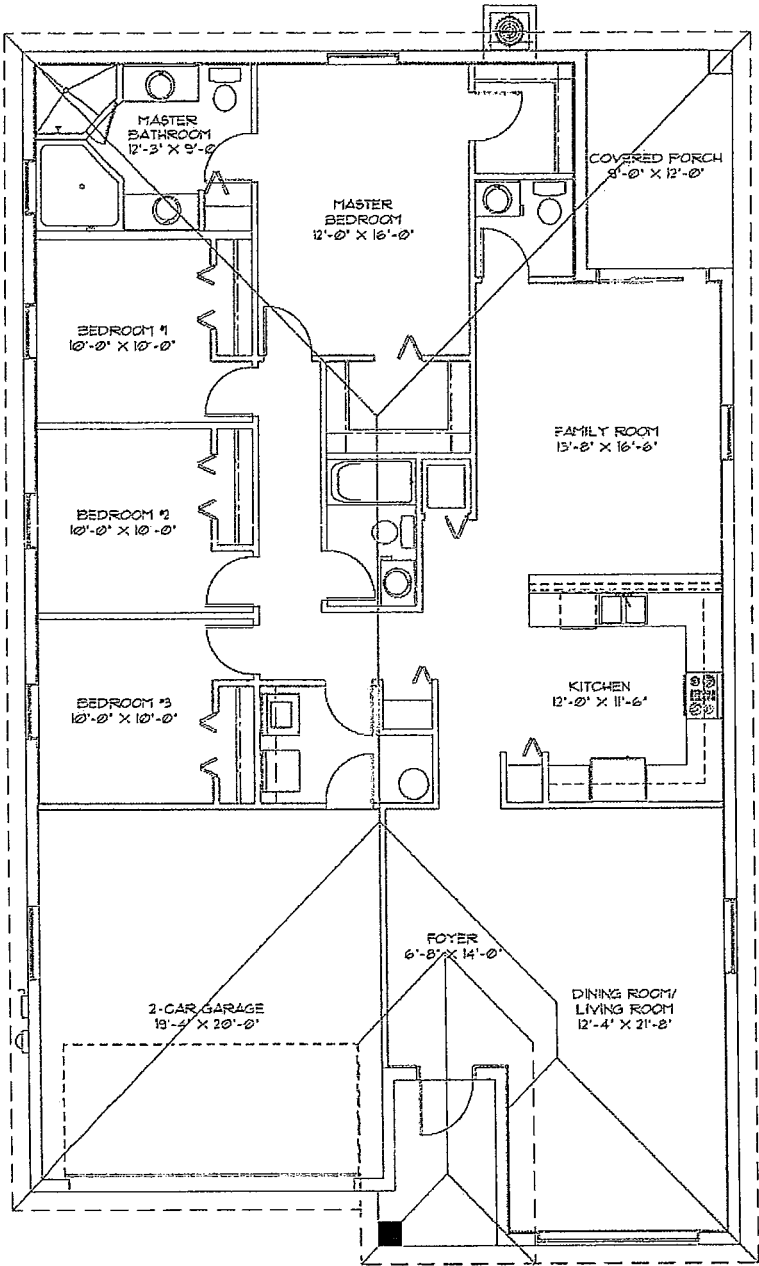 MASTER
BATHROOM
12'-3" X 9'-0
COVERED PORCH
9'-0" X 12'-0"
MASTER
BEDROOM
12'-0" X 16'-0"
BEDROOM #1
10'-0" X 10'-0"
FAMILY ROOM
13'-8" X 16'-6"
BEDROOM #2
10'-0" X 10'-0"
KITCHEN
12'-0" X 11'-6"
BEDROOM #3
10'-0" X 10'-0"
FOYER
6'-8" X 14'-0"
2-CAR GARAGE
19'-4" X 20'-0"
DINING ROOM/
LIVING ROOM
12'-4" X 21'-8"